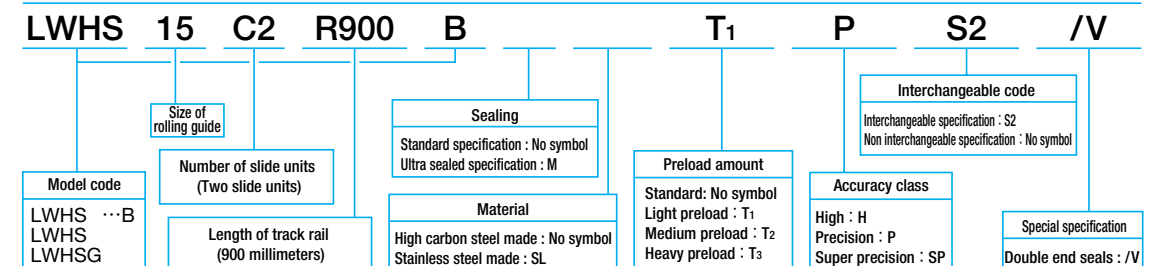 LWHS 15 C2 R900 B T1 P S2 /V
Size of
rolling guide
Number of slide units
(Two slide units)
Length of track rail
(900 millimeters)
Model code
LWHS …B
LWHS
LWHSG
Sealing
Standard specification : No symbol
Ultra sealed specification : M
Material
High carbon steel made : No symbol
Stainless steel made : SL
Preload amount
Standard: No symbol
Light preload : T1
Medium preload : T2
Heavy preload : T3
Interchangeable code
Interchangeable specification : S2
Non interchangeable specification : No symbol
Accuracy class
High : H
Precision : P
Super precision : SP
Special specification
Double end seals : /V